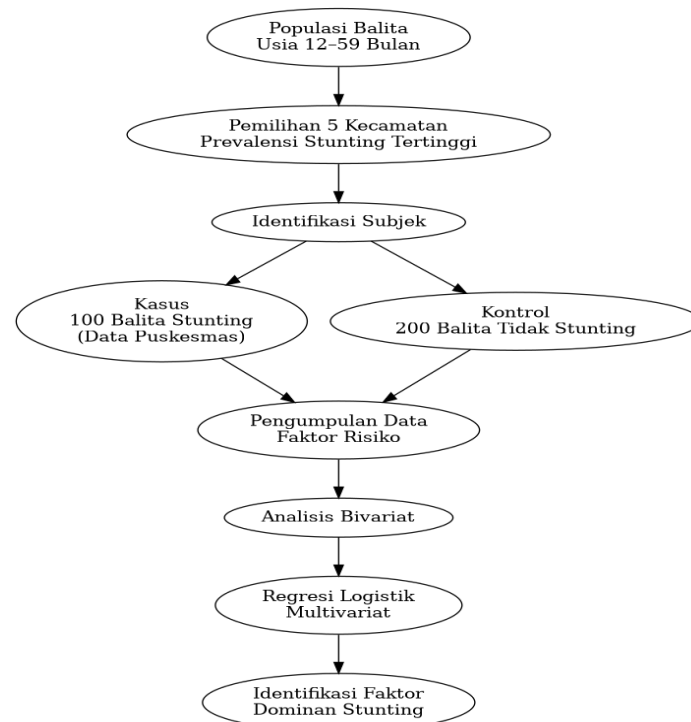 Populasi Balita
Usia 12–59 Bulan
Pemilihan 5 Kecamatan
Prevalensi Stunting Tertinggi
Identifikasi Subjek
Kasus
100 Balita Stunting
(Data Puskesmas)
Kontrol
200 Balita Tidak Stunting
Pengumpulan Data
Faktor Risiko
Analisis Bivariat
Regresi Logistik
Multivariat
Identifikasi Faktor
Dominan Stunting